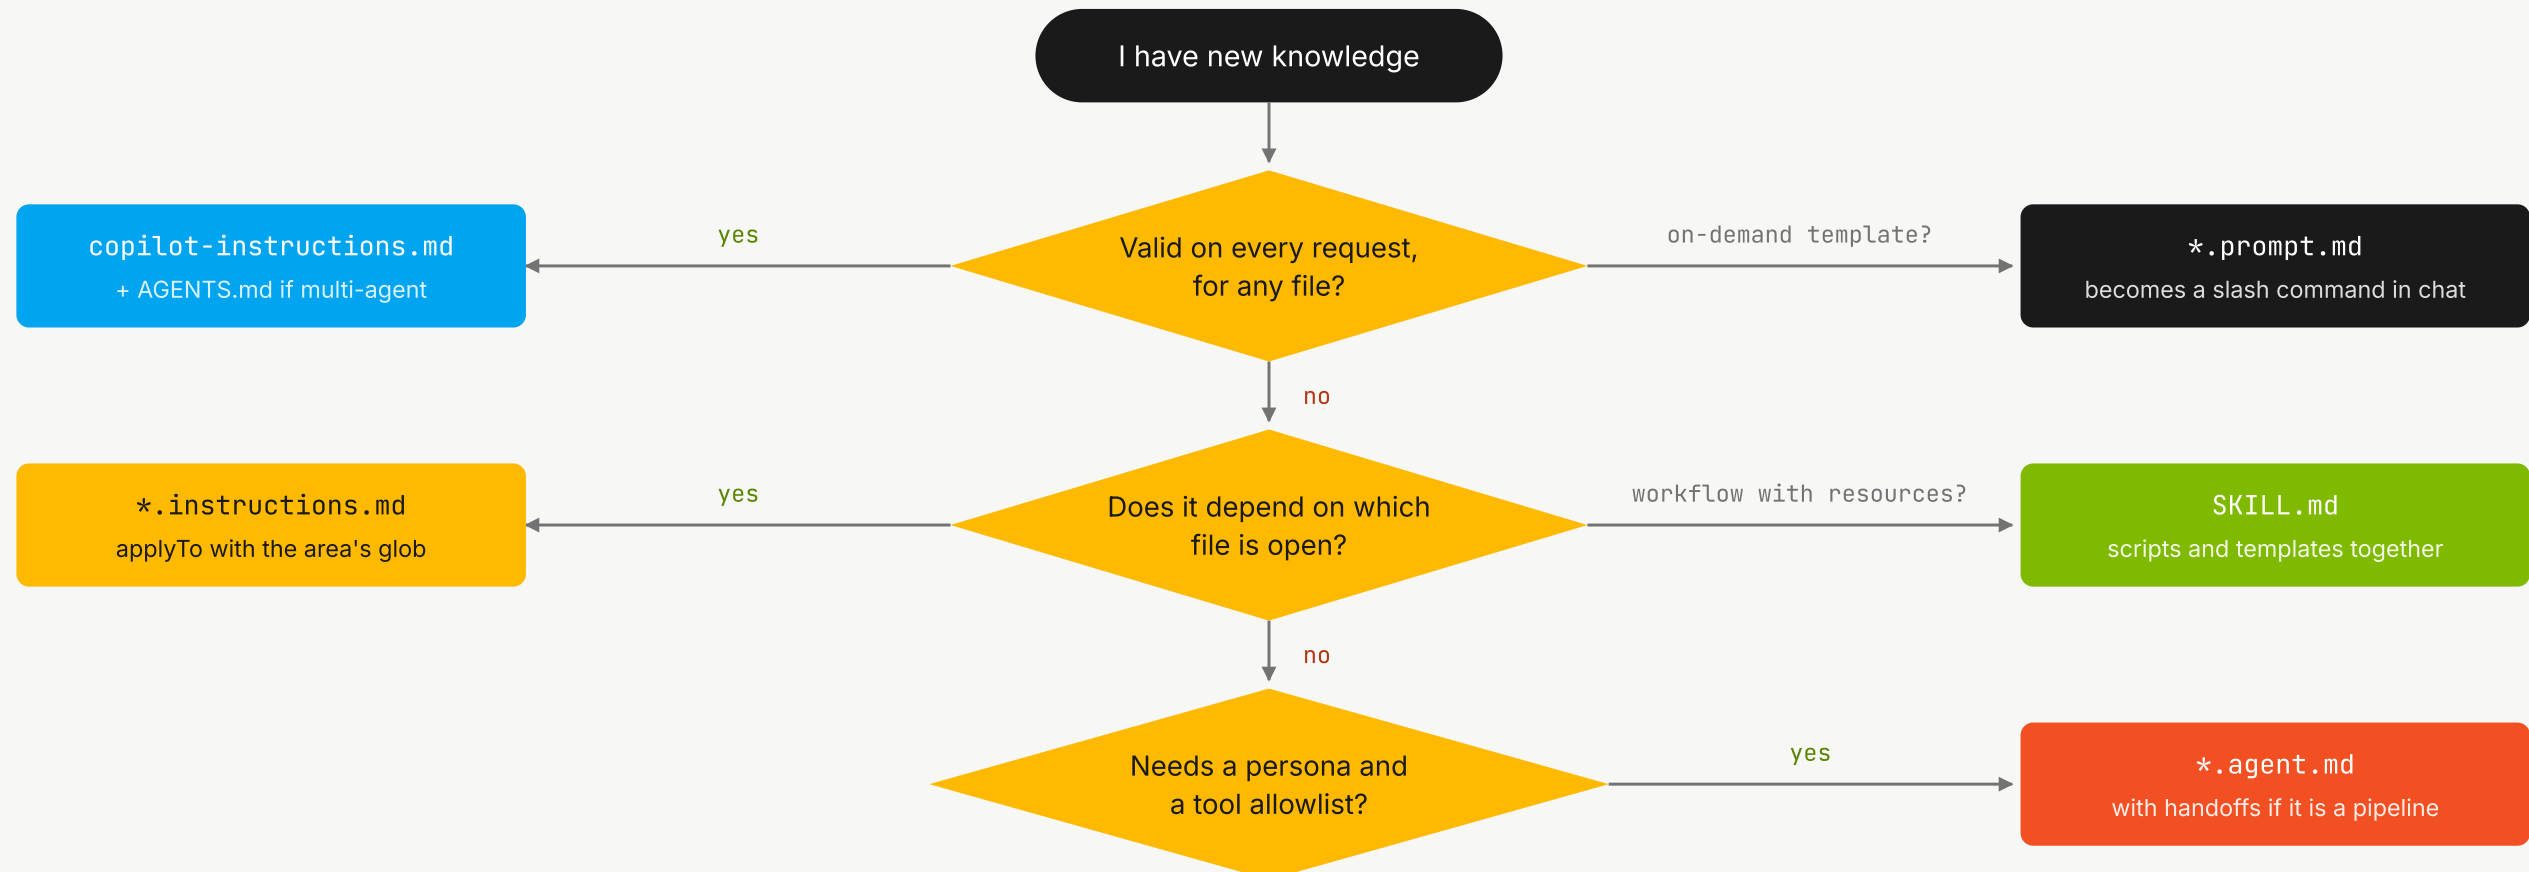 I have new knowledge
copilot-instructions.md
+ AGENTS.md if multi-agent
yes
Valid on every request,
for any file?
on-demand template?
*.prompt.md
becomes a slash command in chat
no
*.instructions.md
applyTo with the area's glob
yes
Does it depend on which
file is open?
workflow with resources?
SKILL.md
scripts and templates together
no
Needs a persona and
a tool allowlist?
yes
*.agent.md
with handoffs if it is a pipeline